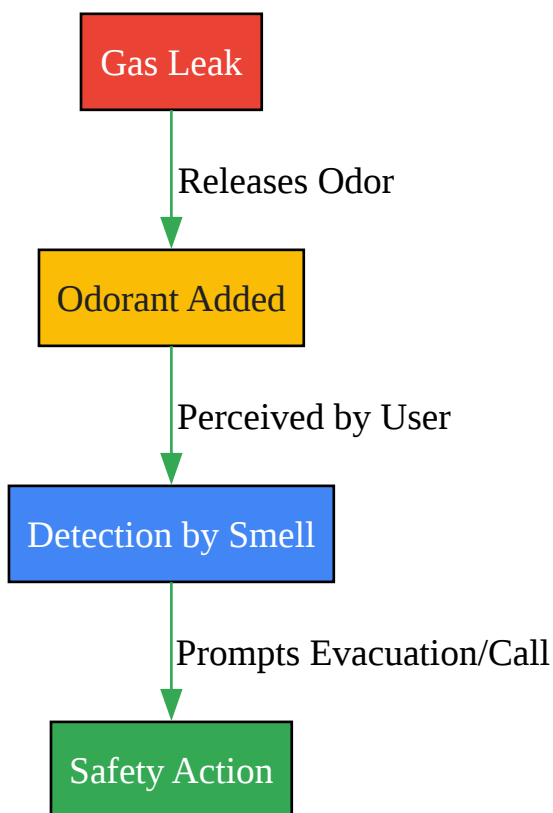 Gas Leak
Releases Odor
Odorant Added
Perceived by User
Detection by Smell
Prompts Evacuation/Call
Safety Action